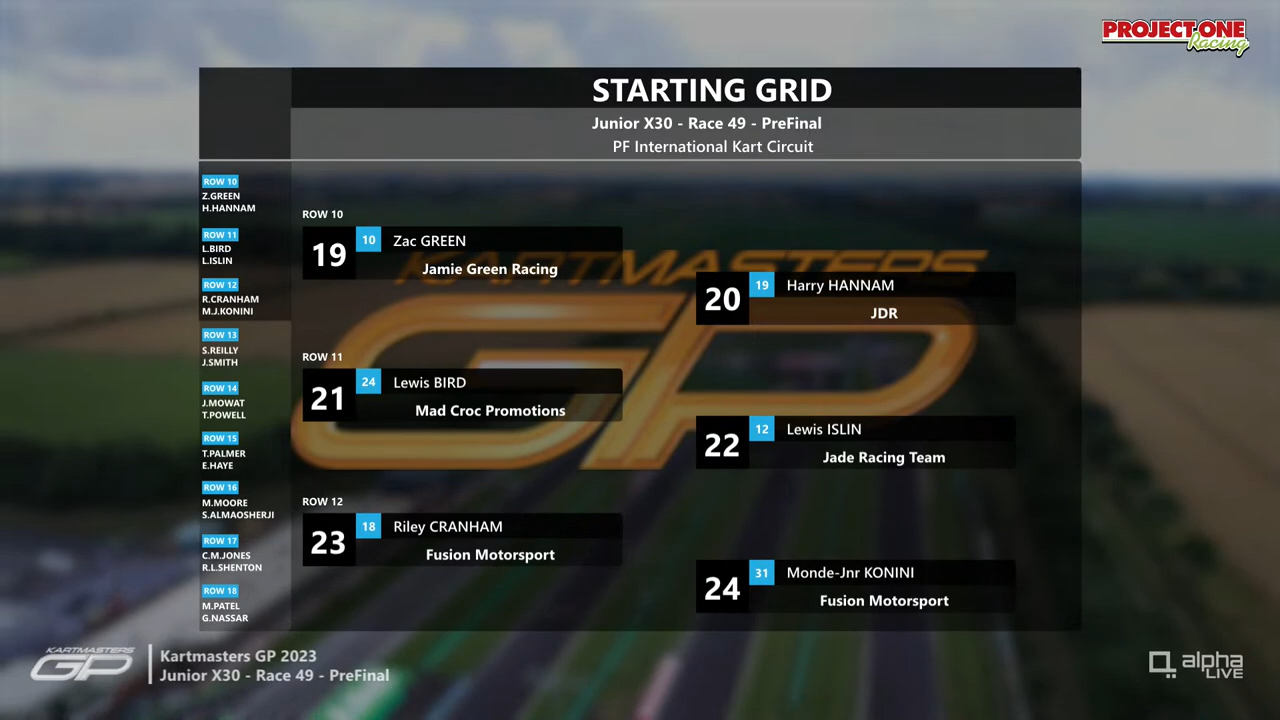 PROJECT ONE
Racing
STARTING GRID
Junior X30 - Race 49 - PreFinal
PF International Kart Circuit
ROW 10
Z.GREEN
H.HANNAM
ROW 11
L.BIRD
L.ISLIN
ROW 12
R.CRANHAM
M.J.KONINI
ROW 13
S.REILLY
J.SMITH
ROW 14
J.MOWAT
T.POWELL
ROW 15
T.PALMER
E.HAYE
ROW 16
M.MOORE
S.ALMAOSHERJI
ROW 17
C.M.JONES
R.L.SHENTON
ROW 18
M.PATEL
G.NASSAR
ROW 10
19 10 Zac GREEN
Jamie Green Racing
20 19 Harry HANNAM
JDR
ROW 11
21 24 Lewis BIRD
Mad Croc Promotions
22 12 Lewis ISLIN
Jade Racing Team
ROW 12
23 18 Riley CRANHAM
Fusion Motorsport
24 31 Monde-Jnr KONINI
Fusion Motorsport
KARTMASTERS
GP
KARTMASTERS
GP
Kartmasters GP 2023
Junior X30 - Race 49 - PreFinal
alpha
LIVE